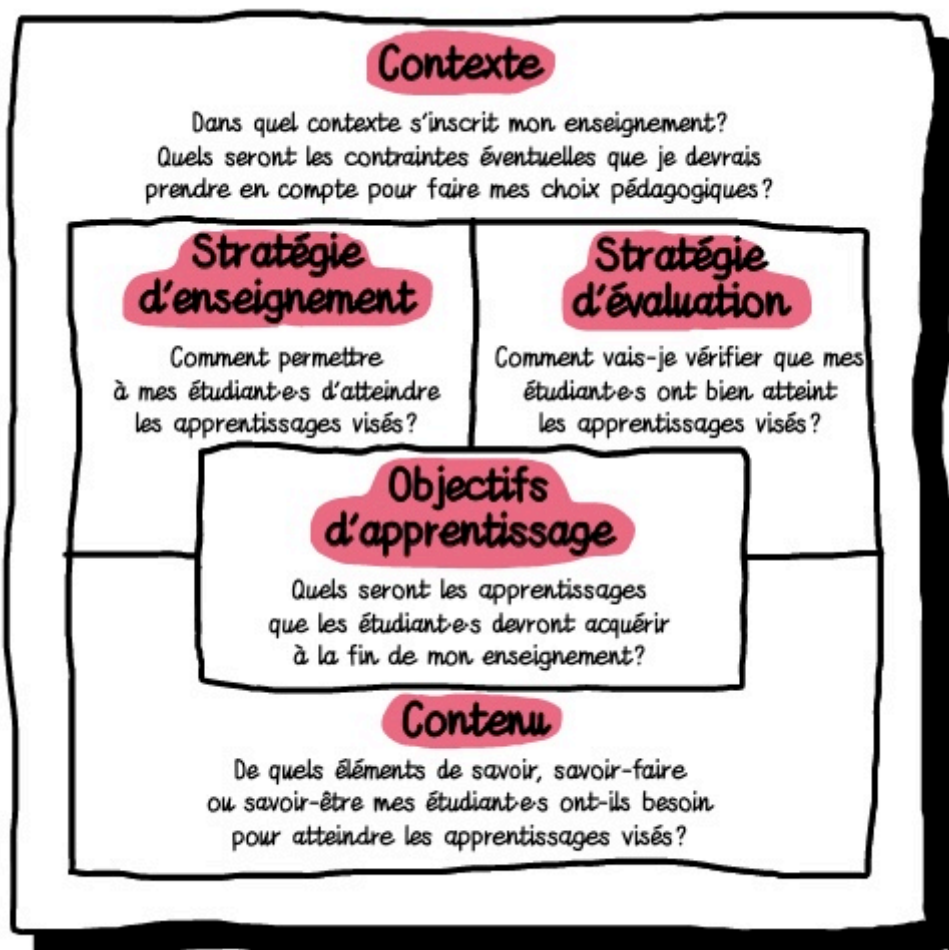 Contexte
Dans quel contexte s'inscrit mon enseignement?
Quels seront les contraintes éventuelles que je devrais
prendre en compte pour faire mes choix pédagogiques?
Stratégie
d'enseignement
Comment permettre
à mes étudiant·e·s d'atteindre
les apprentissages visés?
Stratégie
d'évaluation
Comment vais-je vérifier que mes
étudiant·e·s ont bien atteint
les apprentissages visés?
Objectifs
d'apprentissage
Quels seront les apprentissages
que les étudiant·e·s devront acquérir
à la fin de mon enseignement?
Contenu
De quels éléments de savoir, savoir-faire
ou savoir-être mes étudiant·e·s ont-ils besoin
pour atteindre les apprentissages visés?